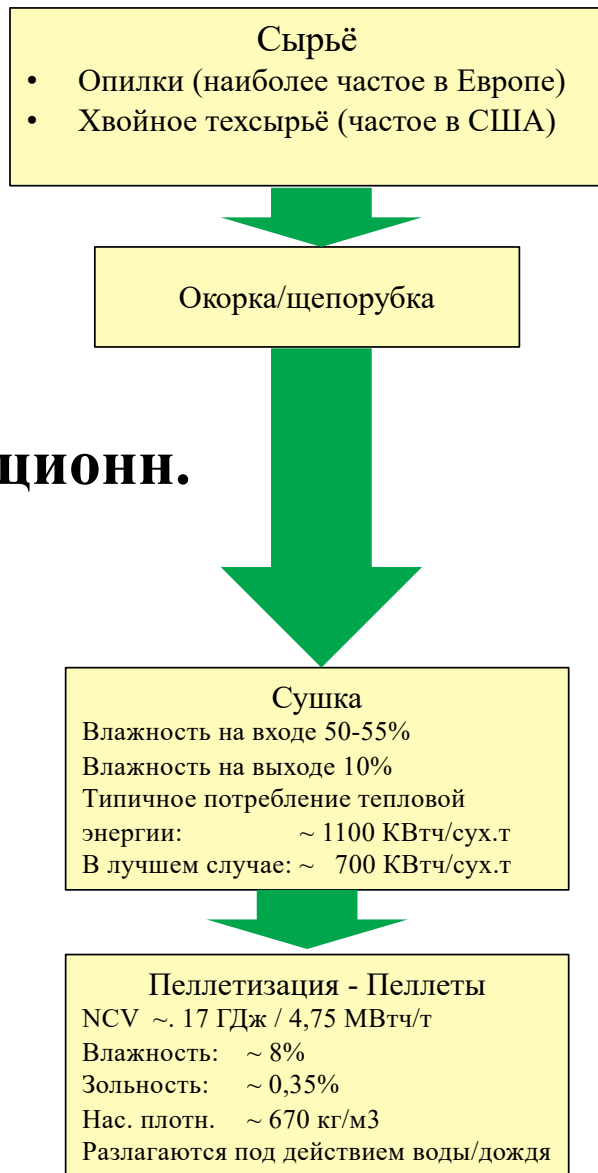 Сырьё
• Опилки (наиболее частое в Европе)
• Хвойное техсырьё (частое в США)
Окорка/щепорубка
ционн.
Сушка
Влажность на входе 50-55%
Влажность на выходе 10%
Типичное потребление тепловой
энергии: ~ 1100 КВтч/сух.т
В лучшем случае: ~ 700 КВтч/сух.т
Пеллетизация - Пеллеты
NCV ~. 17 ГДж / 4,75 МВтч/т
Влажность: ~ 8%
Зольность: ~ 0,35%
Нас. плотн. ~ 670 кг/м3
Разлагаются под действием воды/дождя